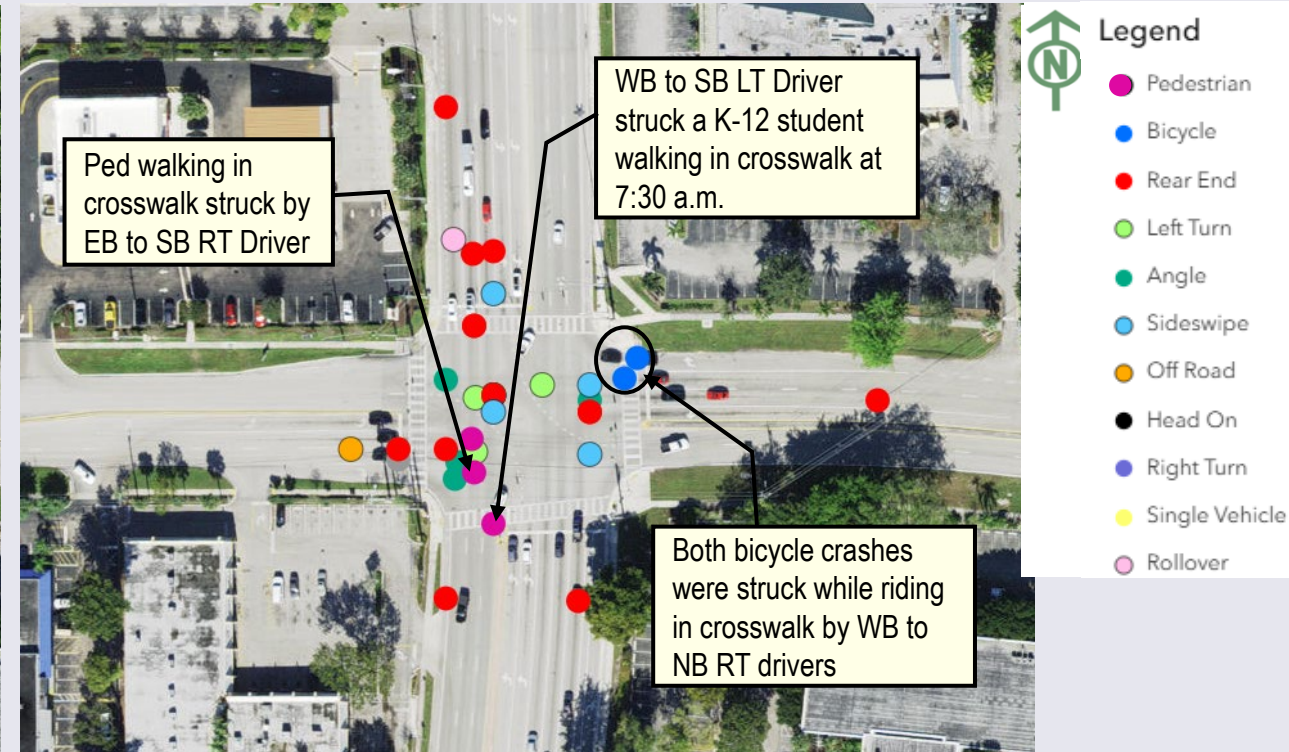 Ped walking in
crosswalk struck by
EB to SB RT Driver
WB to SB LT Driver
struck a K-12 student
walking in crosswalk at
7:30 a.m.
Both bicycle crashes
were struck while riding
in crosswalk by WB to
NB RT drivers
N
Legend
Pedestrian
Bicycle
Rear End
Left Turn
Angle
Sideswipe
Off Road
Head On
Right Turn
Single Vehicle
Rollover